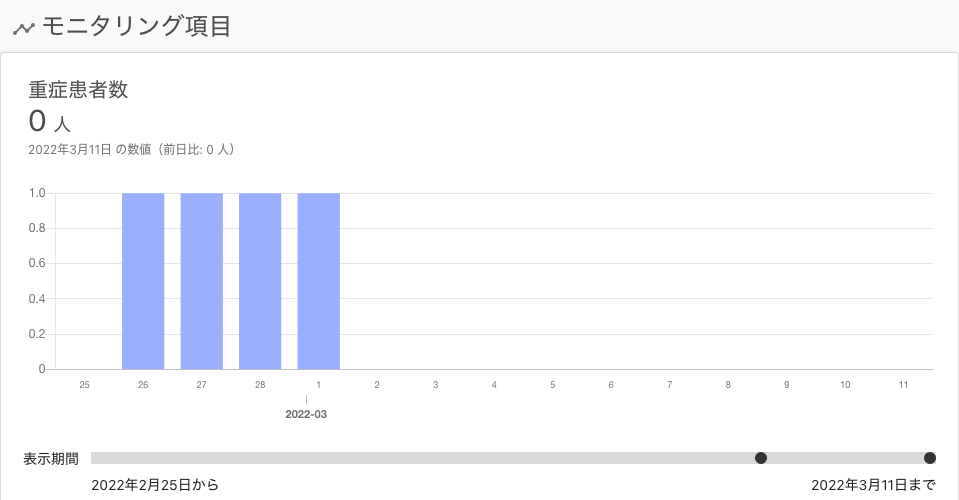 モニタリング項目
重症患者数
0 人
2022年3月11日 の数値（前日比: 0 人）
1.0
0.8
0.6
0.4
0.2
0
25 26 27 28 1 2 3 4 5 6 7 8 9 10 11
2022-03
表示期間
2022年2月25日から 2022年3月11日まで